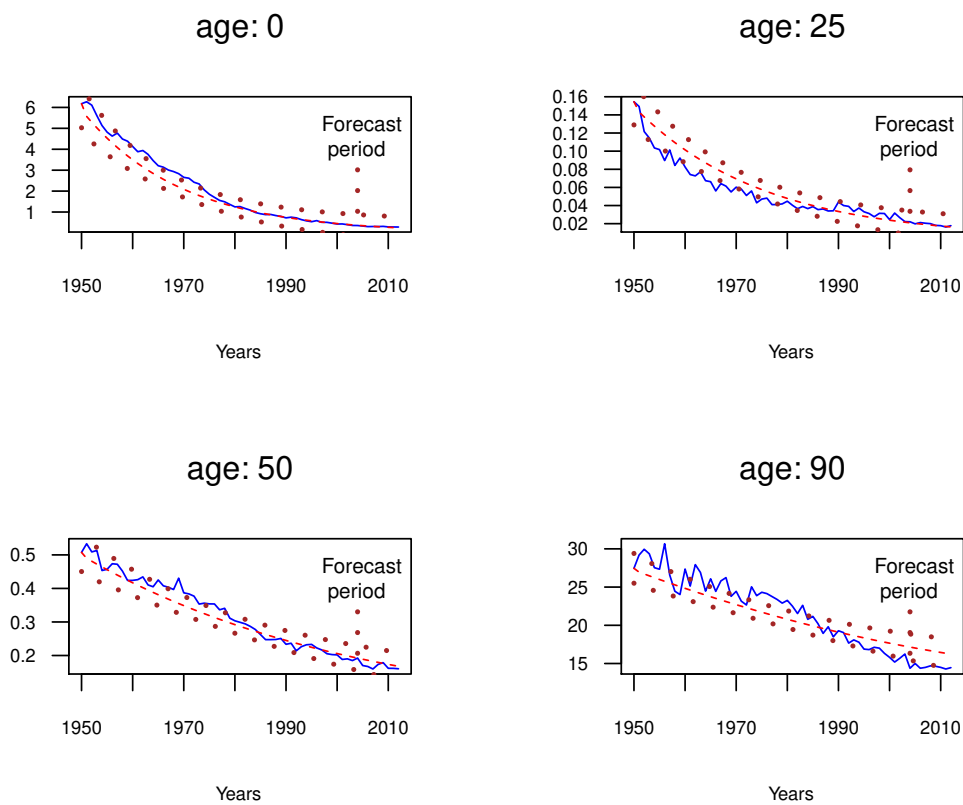 age: 0
6
5
4
3
2
1
Forecast
period
1950 1970 1990 2010
Years
age: 25
0.16
0.14
0.12
0.10
0.08
0.06
0.04
0.02
Forecast
period
1950 1970 1990 2010
Years
age: 50
0.5
0.4
0.3
0.2
Forecast
period
1950 1970 1990 2010
Years
age: 90
30
25
20
15
Forecast
period
1950 1970 1990 2010
Years